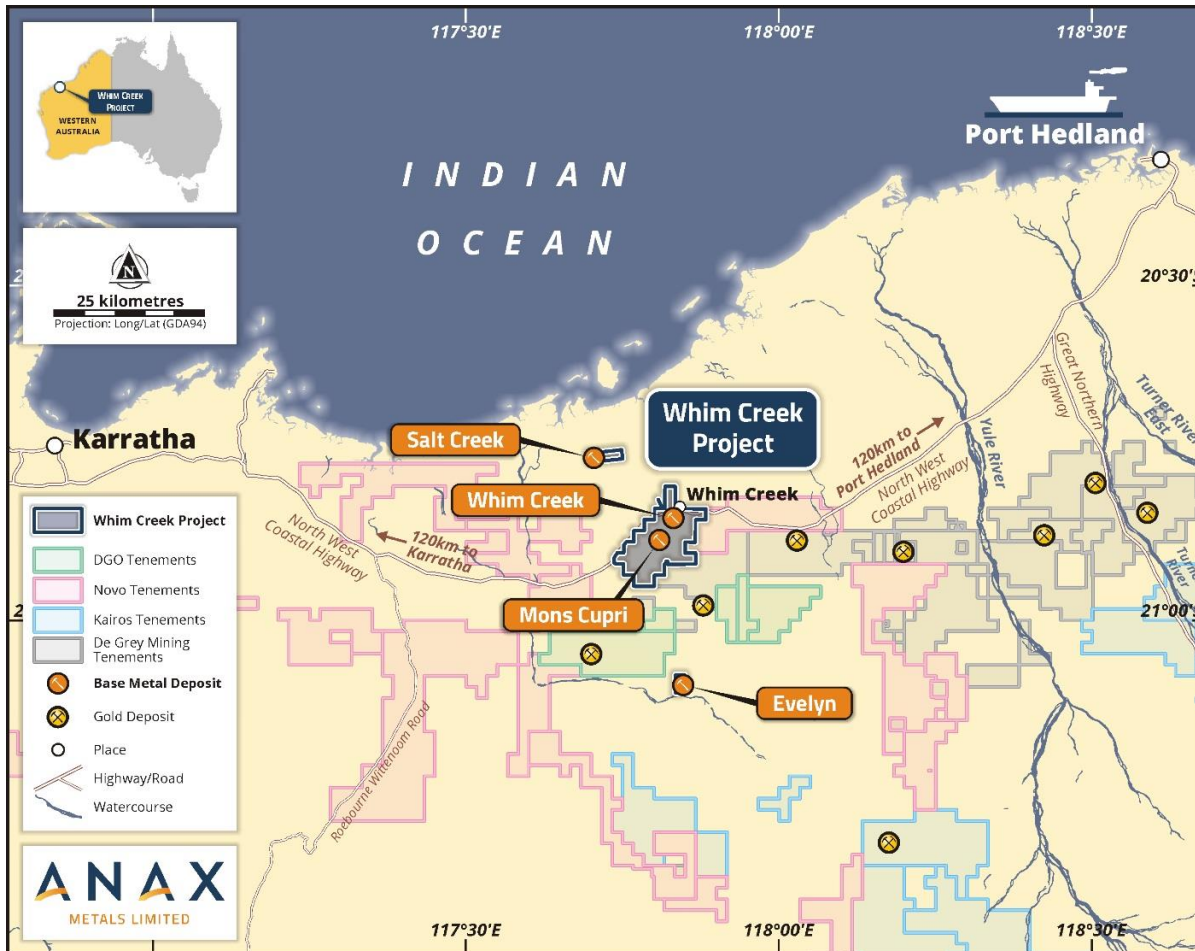 117°30'E
118°00'E
118°30'E
WHIM CREEK
PROJECT
WESTERN
AUSTRALIA
INDIAN
OCEAN
Port Hedland
N
25 kilometres
Projection: Long/Lat (GDA94)
20°30'S
Great Northern
Highway
Turner River
East
Karratha
Salt Creek
Whim Creek
Project
Whim Creek
Whim Creek
120km to
Port Hedland
North West
Coastal Highway
Yule River
North West
Coastal Highway
120km to
Karratha
Mons Cupri
Turner
River
21°00'S
Evelyn
Roebourne Wittenoom Road
Whim Creek Project
DGO Tenements
Novo Tenements
Kairos Tenements
De Grey Mining
Tenements
Base Metal Deposit
Gold Deposit
Place
Highway/Road
Watercourse
ANAX
METALS LIMITED
117°30'E
118°00'E
118°30'E